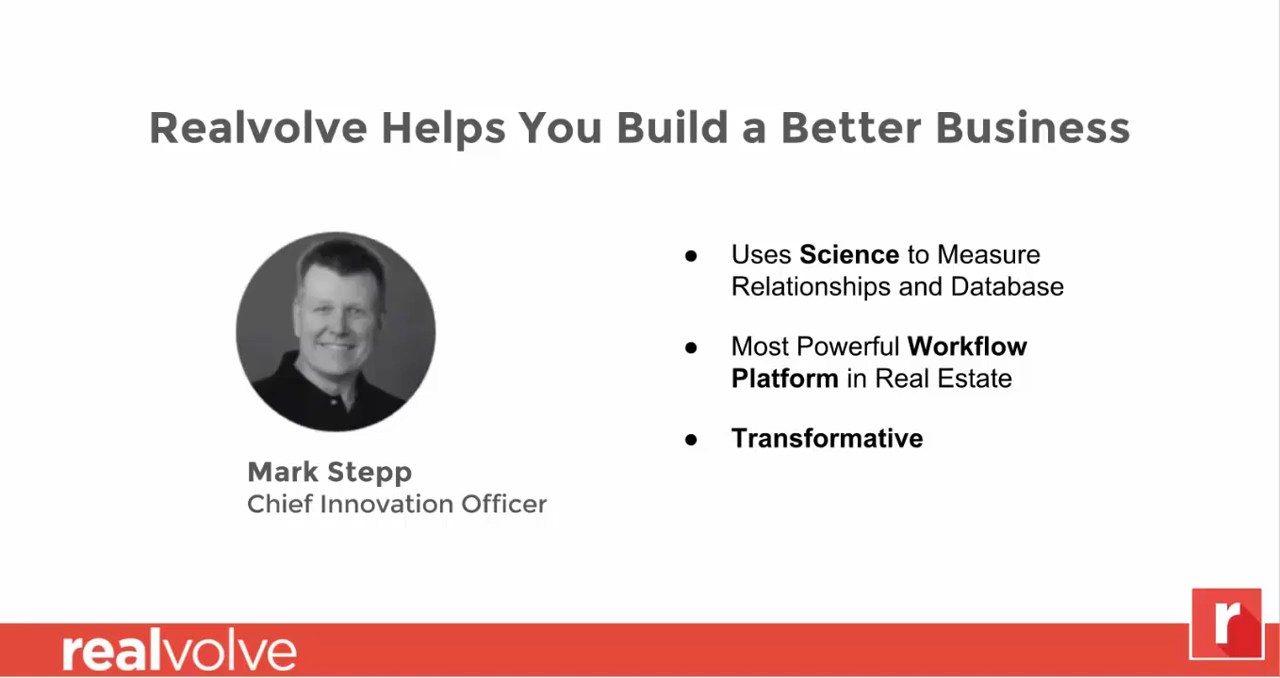 Realvolve Helps You Build a Better Business
Mark Stepp
Chief Innovation Officer
● Uses Science to Measure
Relationships and Database
● Most Powerful Workflow
Platform in Real Estate
● Transformative
realvolve
r